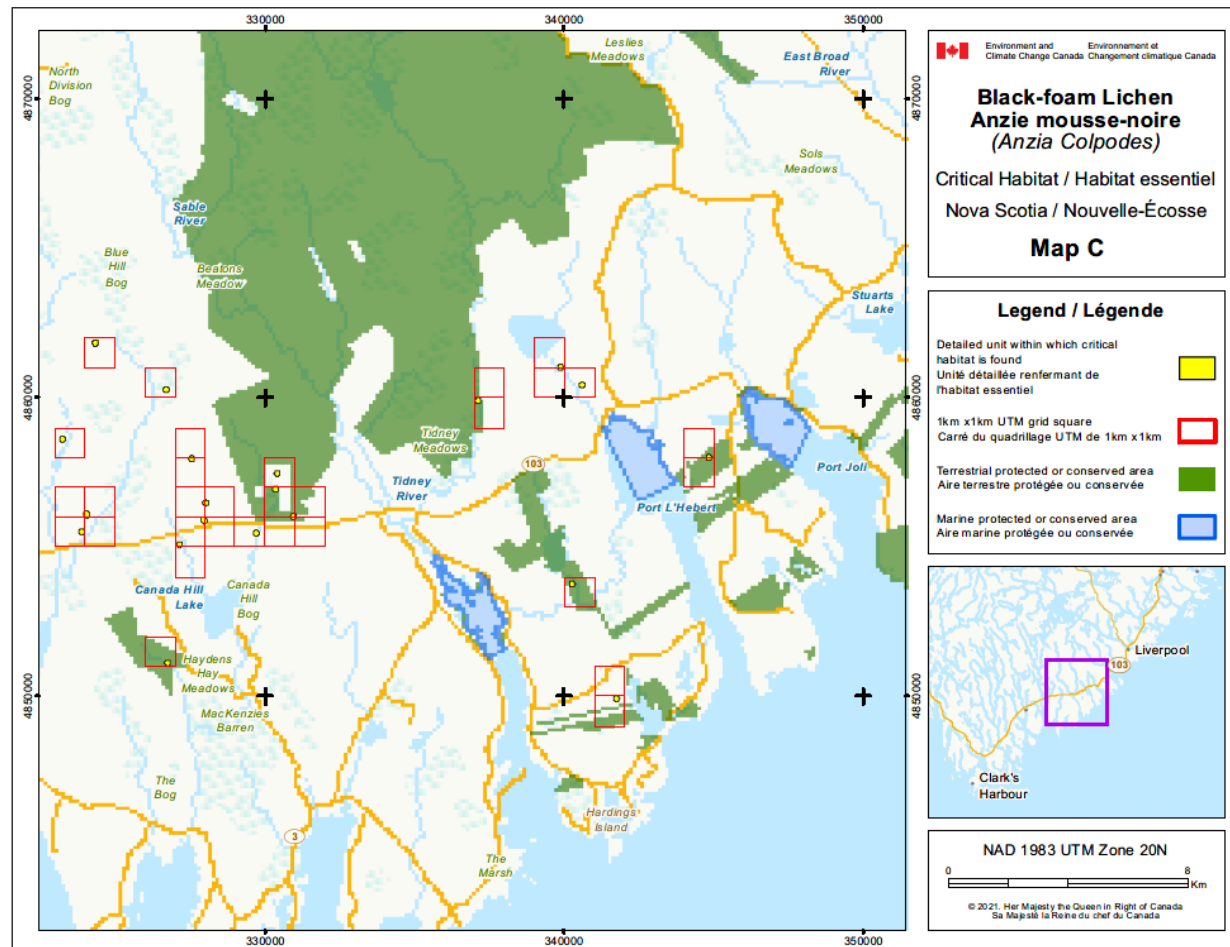 330000
340000
350000
Leslies
Meadows
East Broad
River
North
Division
Bog
4870000
4870000
Sols
Meadows
Sable
River
Blue
Hill
Bog
Beatons
Meadow
Stuarts
Lake
4860000
4860000
Tidney
Meadows
103
Port Joli
Tidney
River
Port L'Hebert
Canada Hill
Lake
Canada
Hill
Bog
Haydens
Hay
Meadows
MacKenzies
Barren
4850000
4850000
The
Bog
Hardings
Island
3
The
Marsh
330000
340000
350000
Environment and
Climate Change Canada
Environnement et
Changement climatique Canada
Black-foam Lichen
Anzie mousse-noire
(Anzia Colpodes)
Critical Habitat / Habitat essentiel
Nova Scotia / Nouvelle-Écosse
Map C
Legend / Légende
Detailed unit within which critical
habitat is found
Unité détaillée renfermant de
l'habitat essentiel
1km x1km UTM grid square
Carré du quadrillage UTM de 1km x1km
Terrestrial protected or conserved area
Aire terrestre protégée ou conservée
Marine protected or conserved area
Aire marine protégée ou conservée
Liverpool
103
Clark's
Harbour
NAD 1983 UTM Zone 20N
0
8
Km
© 2021. Her Majesty the Queen in Right of Canada
Sa Majesté la Reine du chef du Canada